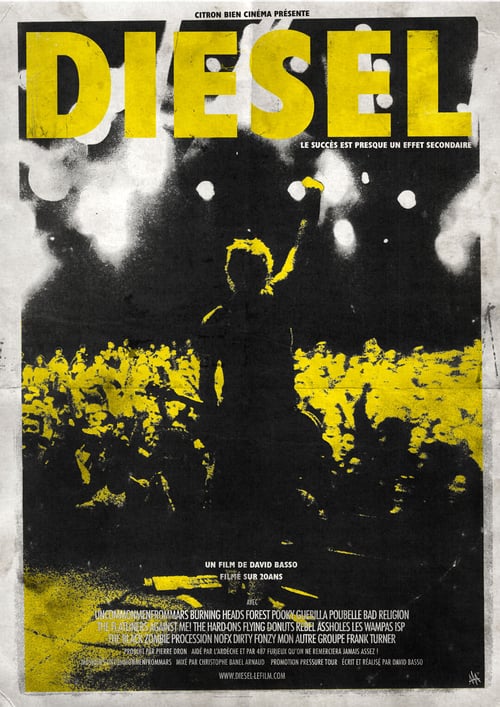 CITRON BIEN CINÉMA PRÉSENTE
DIESEL
LE SUCCÈS EST PRESQUE UN EFFET SECONDAIRE
UN FILM DE DAVID BASSO
FILMÉ SUR 20ANS
AVEC
UNCOMMONMENFROMMARS BURNING HEADS FOREST POOKY GUERILLA POUBELLE BAD RELIGION
THE FLATLINERS AGAINST ME! THE HARD-ONS FLYING DONUTS REBEL ASSHOLES LES WAMPAS TSP
THE BLACK ZOMBIE PROCESSION NOFX DIRTY FONZY MON AUTRE GROUPE FRANK TURNER
PRODUIT PAR PIERRE DRON AIDÉ PAR L'ARDÈCHE ET PAR 487 FURIEUX QU'ON NE REMERCIERA JAMAIS ASSEZ !
UNCOMMONMENFROMMARS MIXÉ PAR CHRISTOPHE BANEL ARNAUD PROMOTION PRESSURE TOUR ÉCRIT ET RÉALISÉ PAR DAVID BASSO
WWW.DIESEL-LEFILM.COM